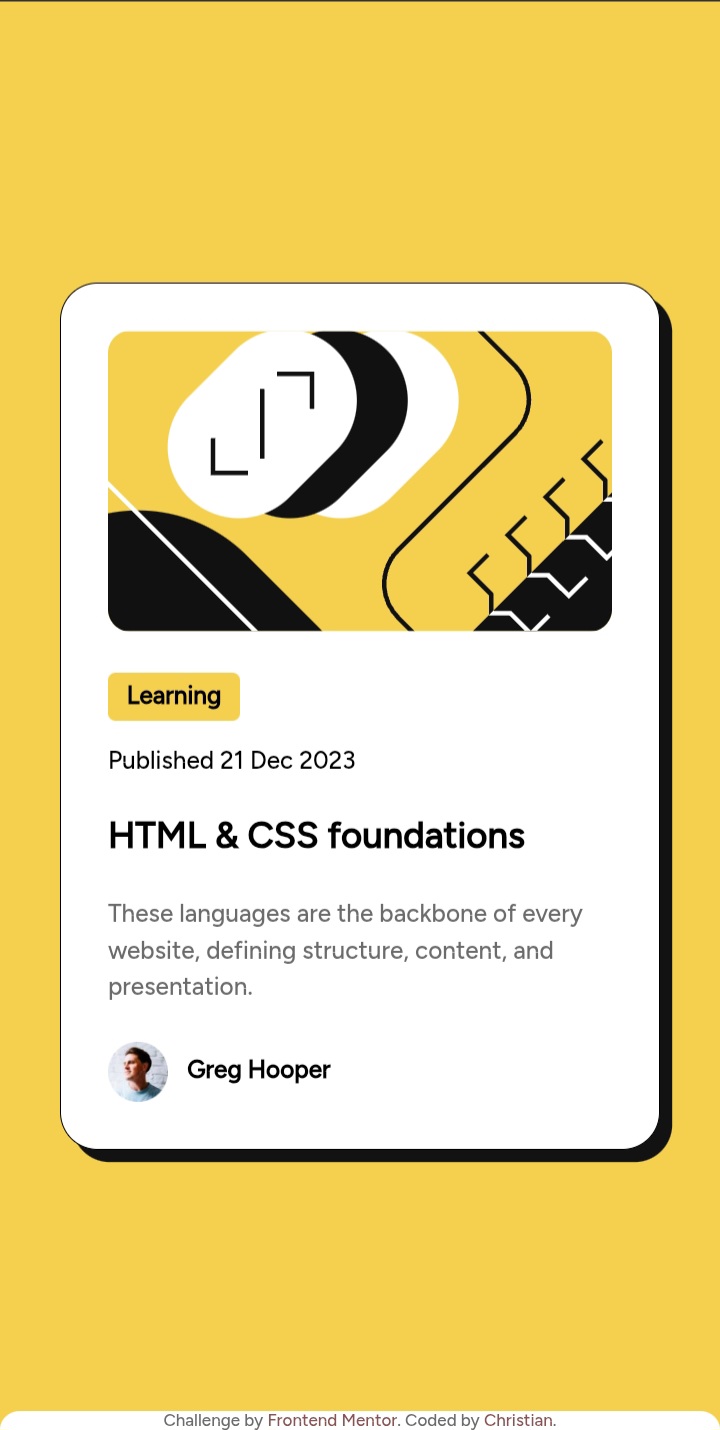 Learning
Published 21 Dec 2023
HTML & CSS foundations
These languages are the backbone of every
website, defining structure, content, and
presentation.
Greg Hooper
Challenge by Frontend Mentor. Coded by Christian.